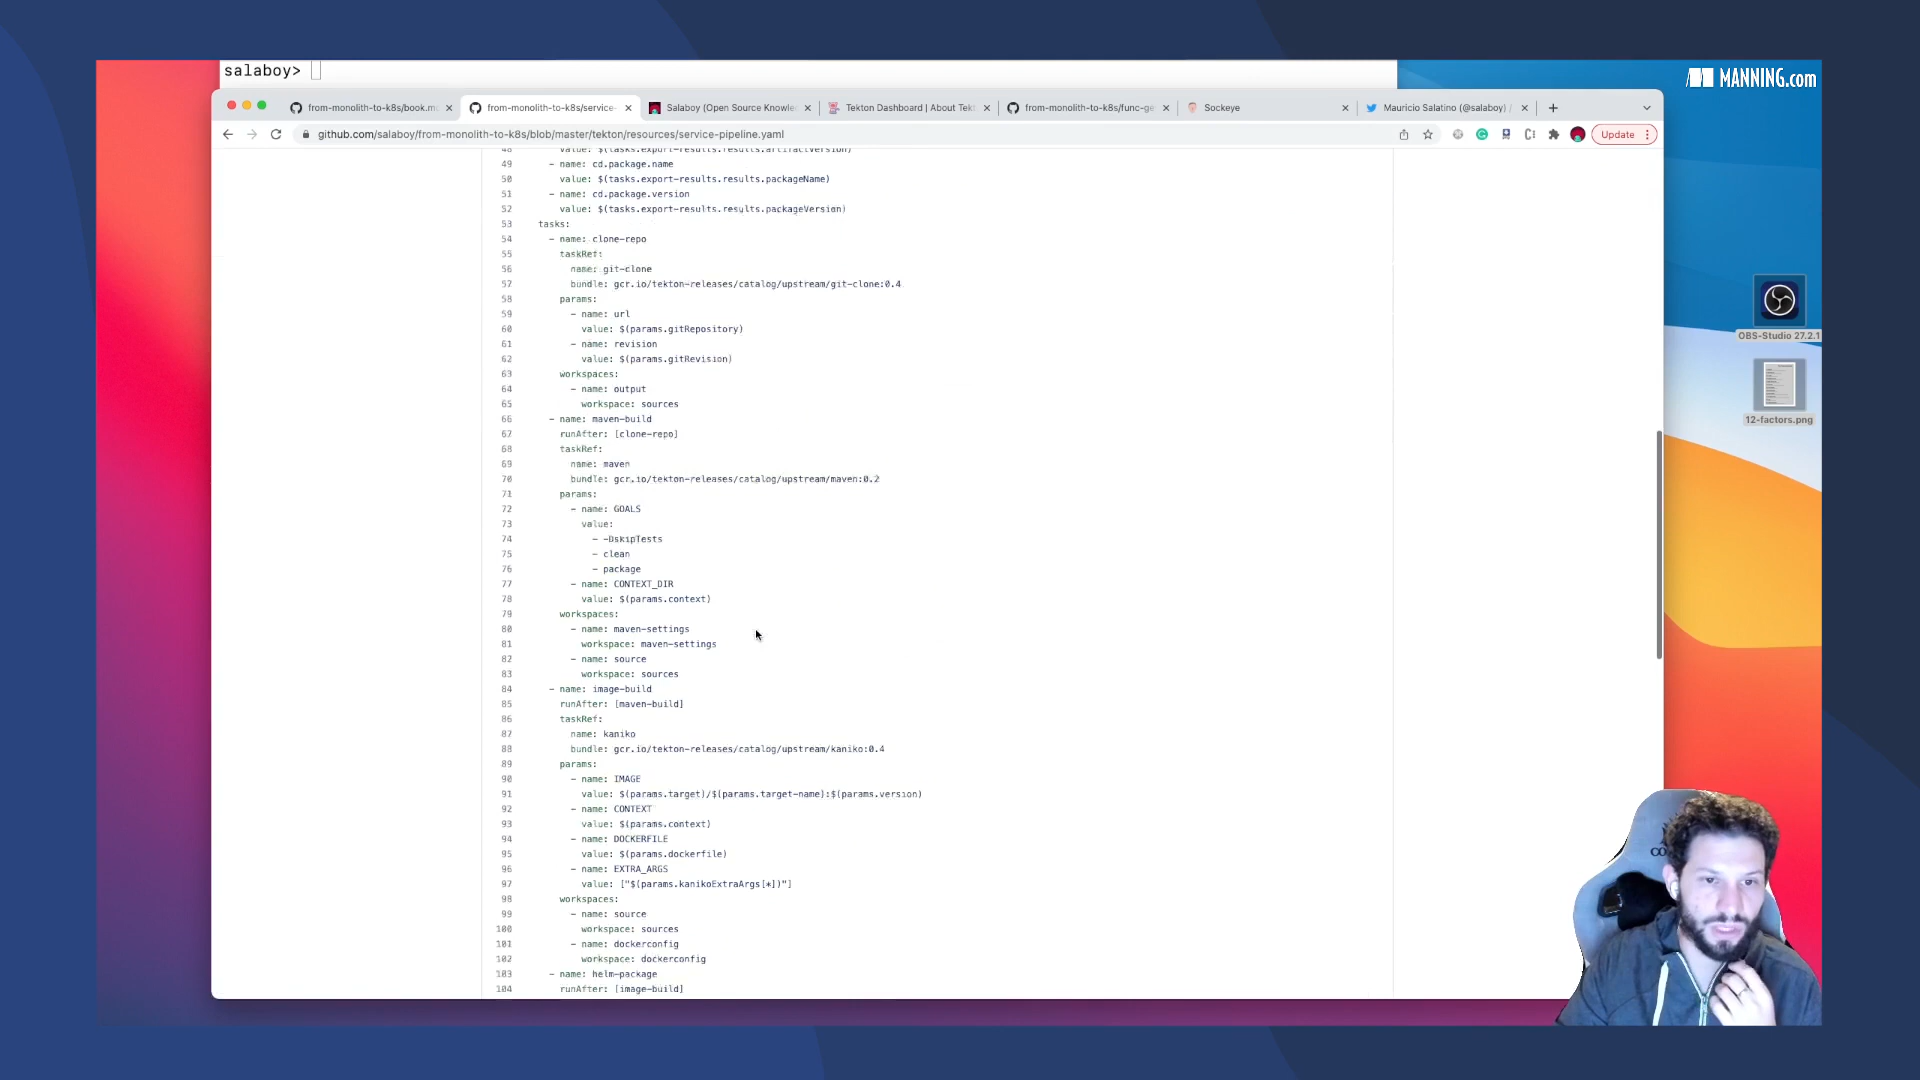 MANNING.com
salaboy>
from-monolith-to-k8s/book.m
from-monolith-to-k8s/service-
Salaboy (Open Source Knowle
Tekton Dashboard | About Tekt
from-monolith-to-k8s/func-ge
Sockeye
Mauricio Salatino (@salaboy) /
github.com/salaboy/from-monolith-to-k8s/blob/master/tekton/resources/service-pipeline.yaml
Update
48 value: $(tasks.export-results.results.artifactVersion)
49 - name: cd.package.name
50 value: $(tasks.export-results.results.packageName)
51 - name: cd.package.version
52 value: $(tasks.export-results.results.packageVersion)
53 tasks:
54 - name: clone-repo
55 taskRef:
56 name: git-clone
57 bundle: gcr.io/tekton-releases/catalog/upstream/git-clone:0.4
58 params:
59 - name: url
60 value: $(params.gitRepository)
61 - name: revision
62 value: $(params.gitRevision)
63 workspaces:
64 - name: output
65 workspace: sources
66 - name: maven-build
67 runAfter: [clone-repo]
68 taskRef:
69 name: maven
70 bundle: gcr.io/tekton-releases/catalog/upstream/maven:0.2
71 params:
72 - name: GOALS
73 value:
74 - -DskipTests
75 - clean
76 - package
77 - name: CONTEXT_DIR
78 value: $(params.context)
79 workspaces:
80 - name: maven-settings
81 workspace: maven-settings
82 - name: source
83 workspace: sources
84 - name: image-build
85 runAfter: [maven-build]
86 taskRef:
87 name: kaniko
88 bundle: gcr.io/tekton-releases/catalog/upstream/kaniko:0.4
89 params:
90 - name: IMAGE
91 value: $(params.target)/$(params.target-name):$(params.version)
92 - name: CONTEXT
93 value: $(params.context)
94 - name: DOCKERFILE
95 value: $(params.dockerfile)
96 - name: EXTRA_ARGS
97 value: ["$(params.kanikoExtraArgs[*])"]
98 workspaces:
99 - name: source
100 workspace: sources
101 - name: dockerconfig
102 workspace: dockerconfig
103 - name: helm-package
104 runAfter: [image-build]
OBS-Studio 27.2.1
12-factors.png